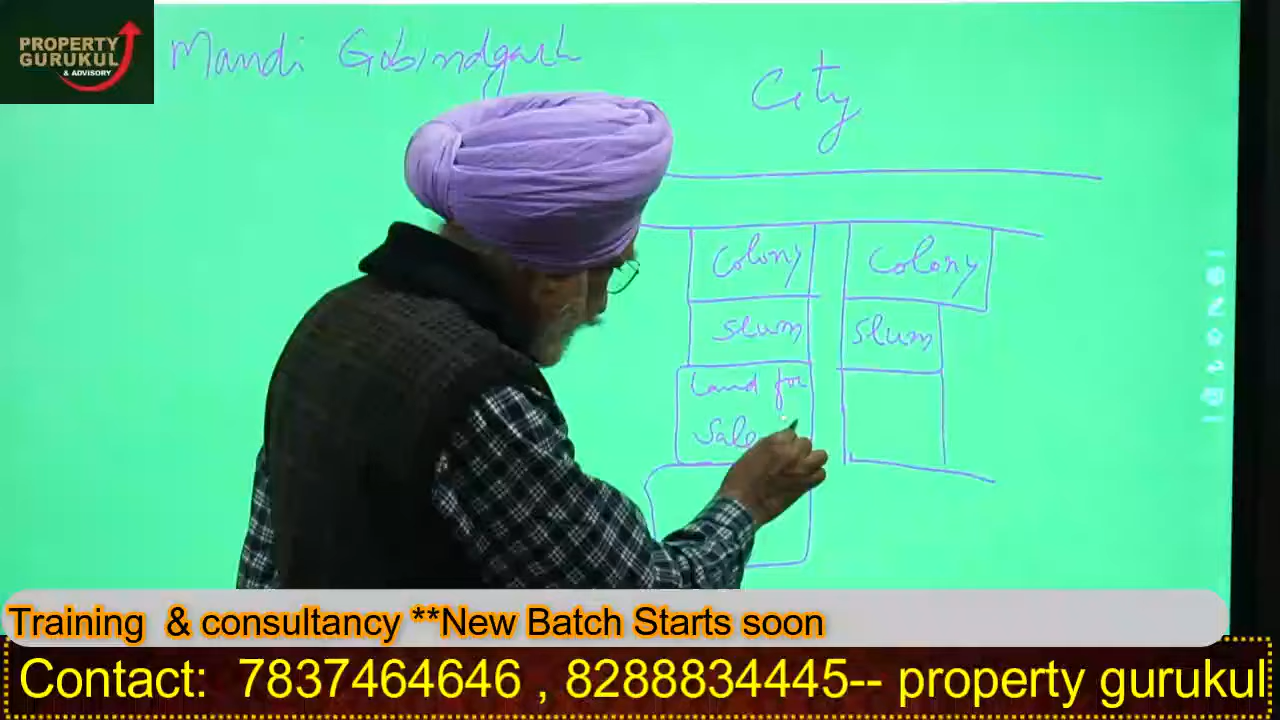 PROPERTY
GURUKUL
& ADVISORY
Mandi Gobindgarh
City
Colony
Colony
Slum
Slum
Land for
Sale
Training & consultancy **New Batch Starts soon
Contact: 7837464646 , 8288834445-- property gurukul